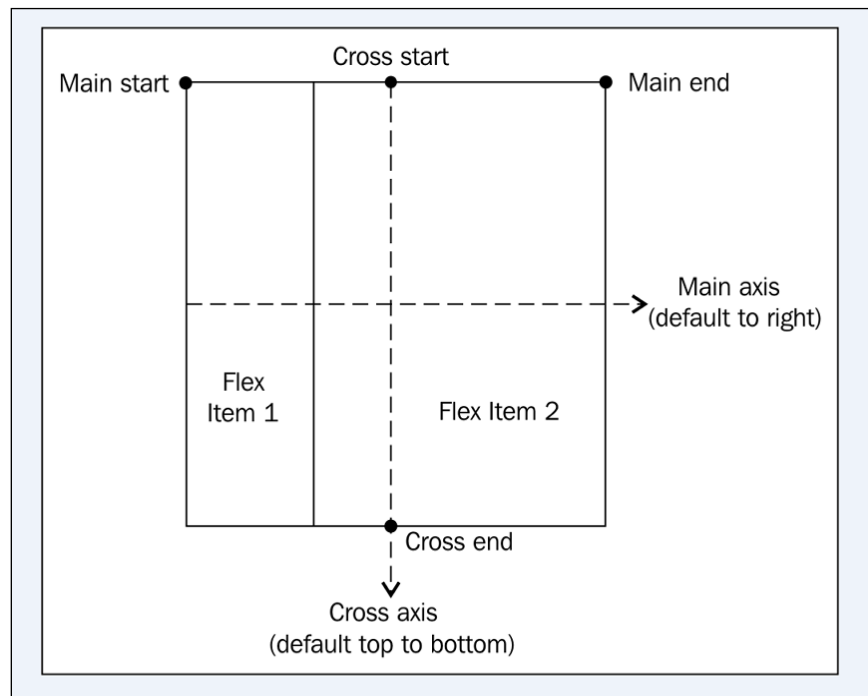 Cross start
Main start
Main end
Main axis
(default to right)
Flex
Item 1
Flex Item 2
Cross end
Cross axis
(default top to bottom)